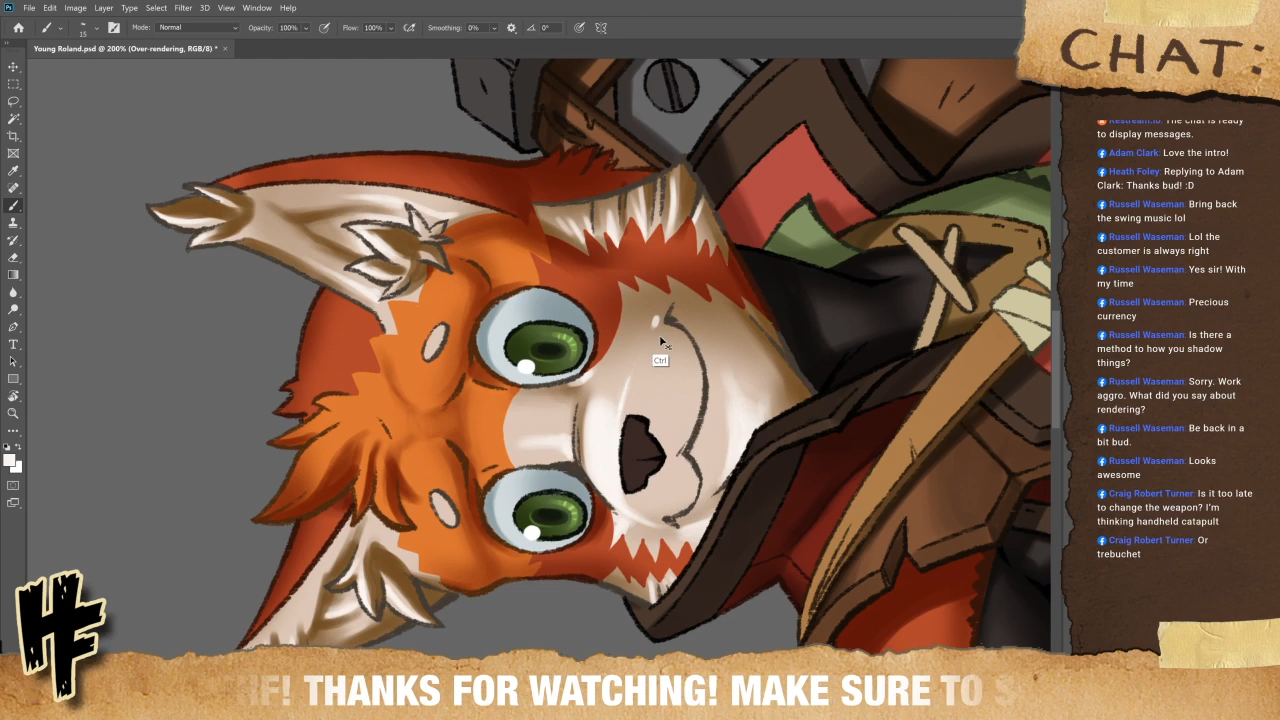 File Edit Image Layer Type Select Filter 3D View Window Help
15 Mode: Normal Opacity: 100% Flow: 100% Smoothing: 0% 0°
Young Roland.psd @ 200% (Over-rendering, RGB/8) * ×
CHAT:
Restream.io: The chat is ready
to display messages.
Adam Clark: Love the intro!
Heath Foley: Replying to Adam
Clark: Thanks bud! :D
Russell Waseman: Bring back
the swing music lol
Russell Waseman: Lol the
customer is always right
Russell Waseman: Yes sir! With
my time
Russell Waseman: Precious
currency
Russell Waseman: Is there a
method to how you shadow
things?
Russell Waseman: Sorry. Work
aggro. What did you say about
rendering?
Russell Waseman: Be back in a
bit bud.
Russell Waseman: Looks
awesome
Craig Robert Turner: Is it too late
to change the weapon? I'm
thinking handheld catapult
Craig Robert Turner: Or
trebuchet
Ctrl
HF
HF! THANKS FOR WATCHING! MAKE SURE TO S